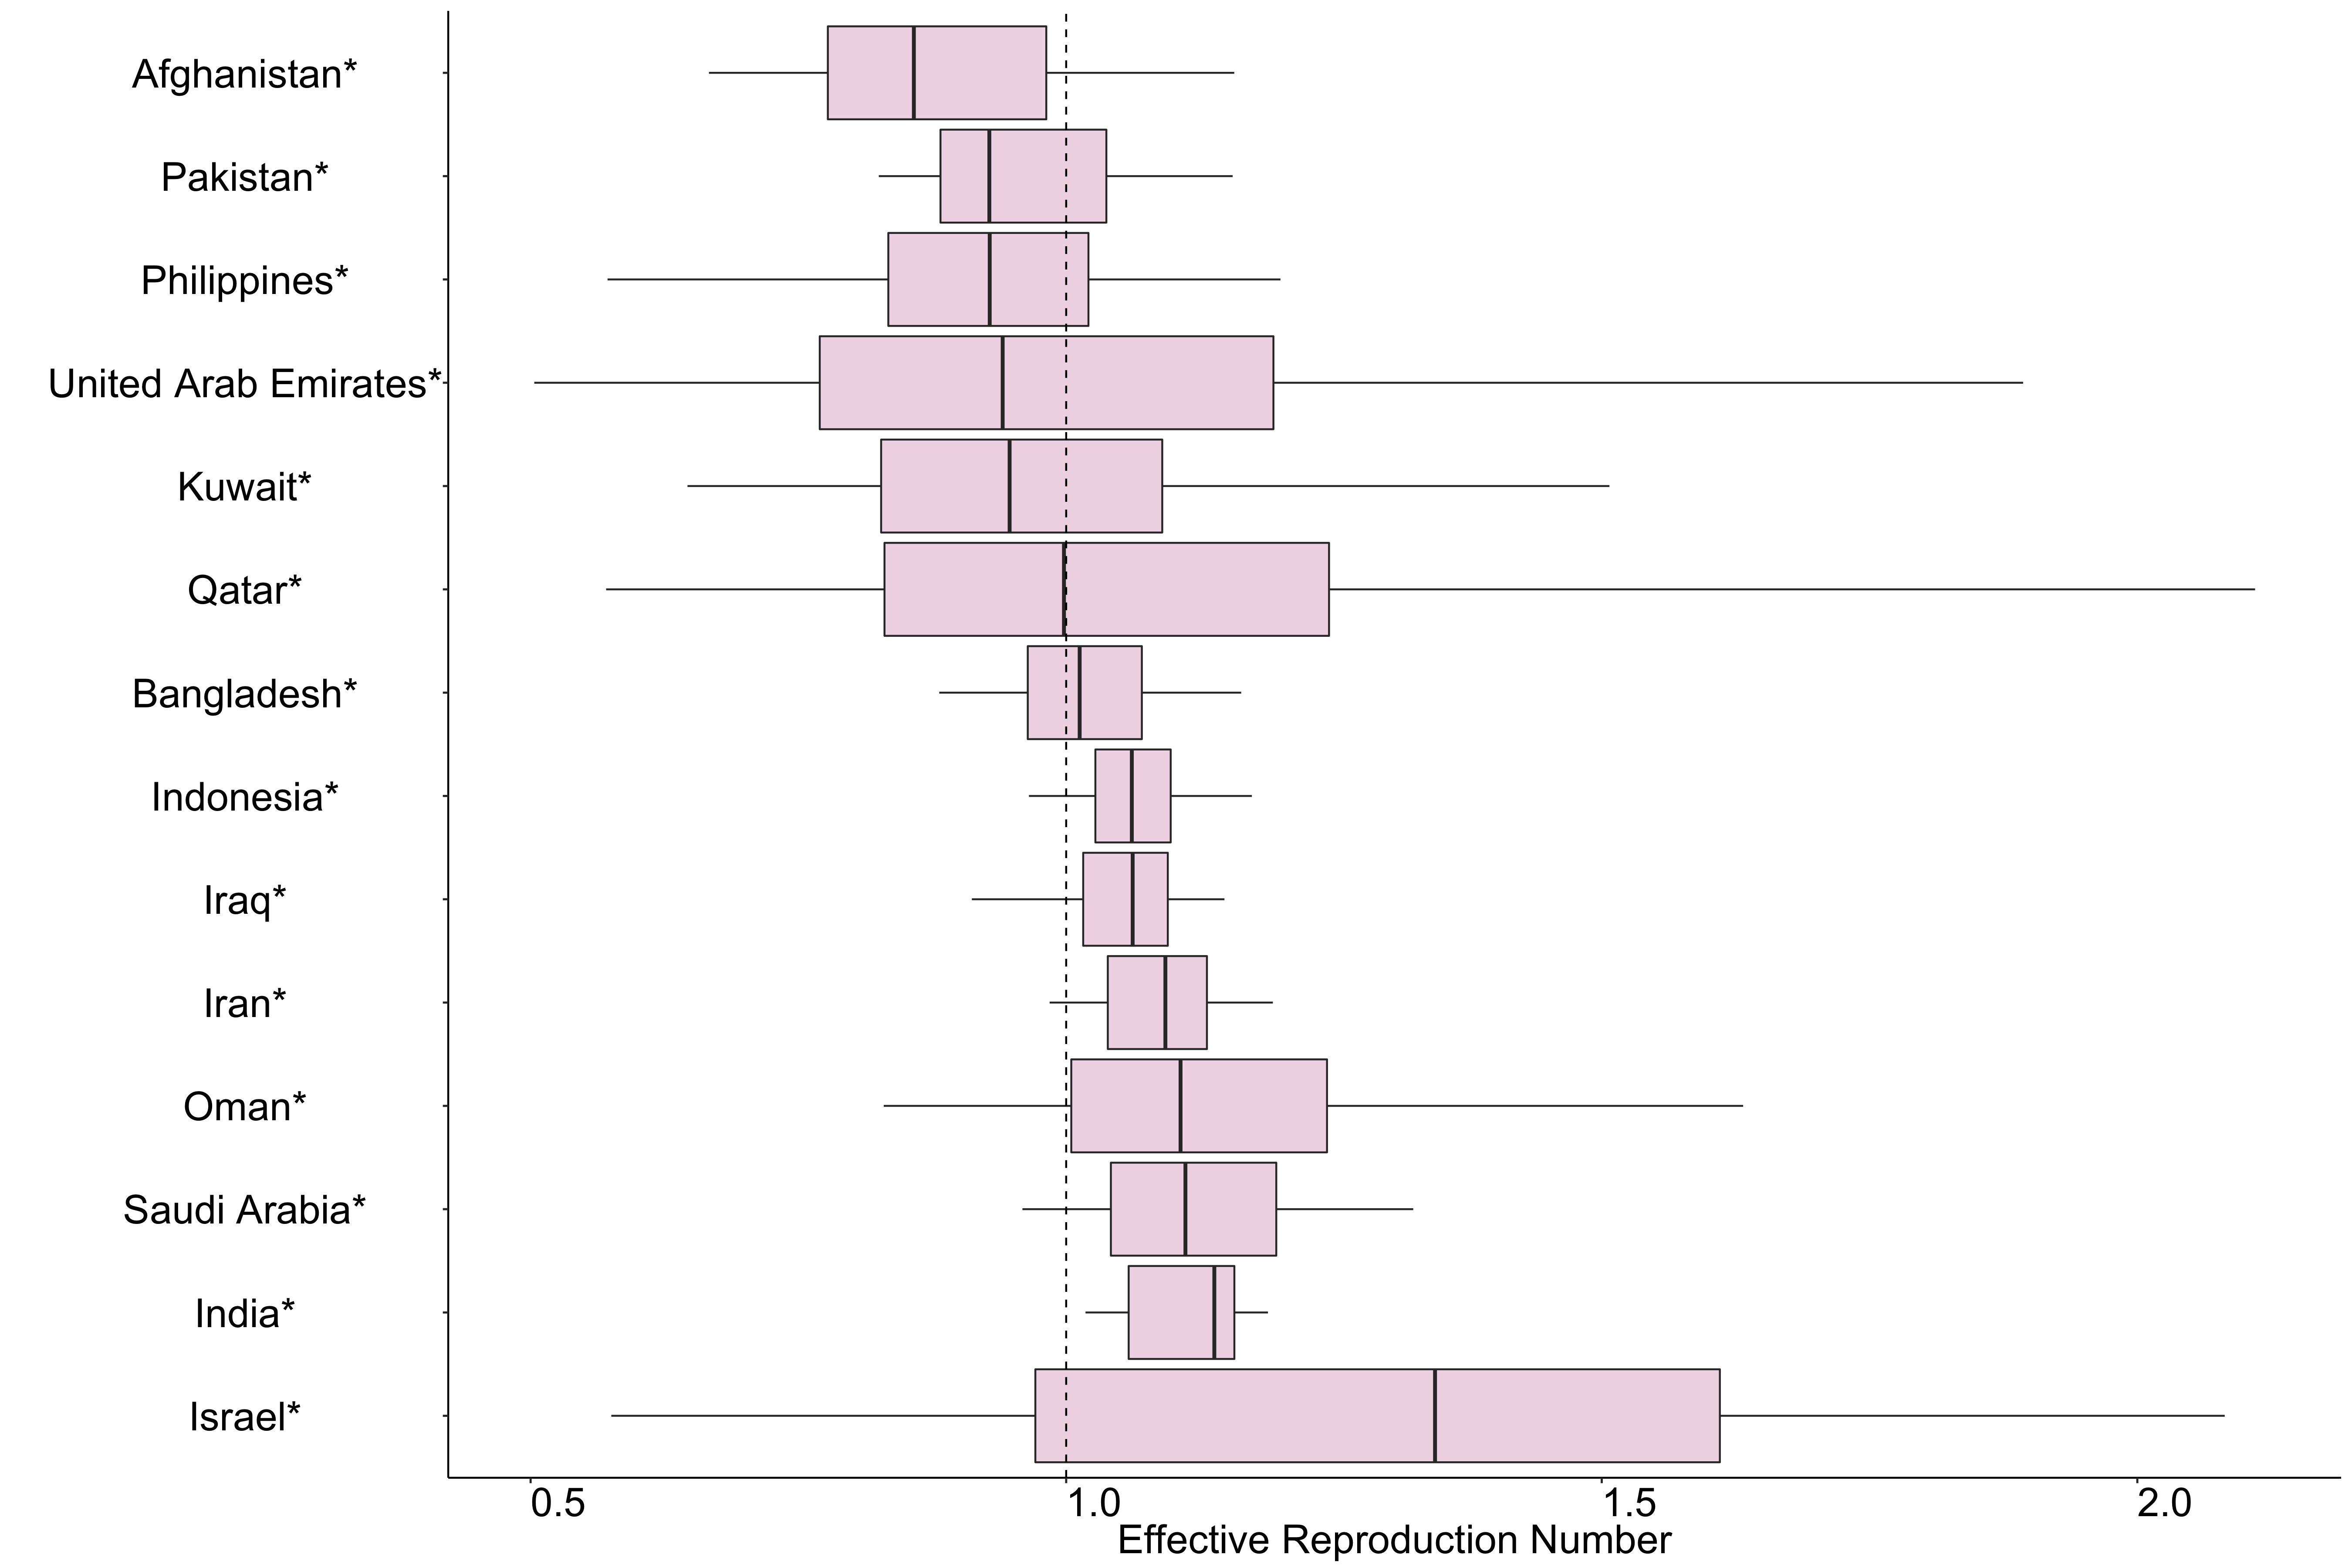 Afghanistan*
Pakistan*
Philippines*
United Arab Emirates*
Kuwait*
Qatar*
Bangladesh*
Indonesia*
Iraq*
Iran*
Oman*
Saudi Arabia*
India*
Israel*
0.5 1.0 1.5 2.0
Effective Reproduction Number